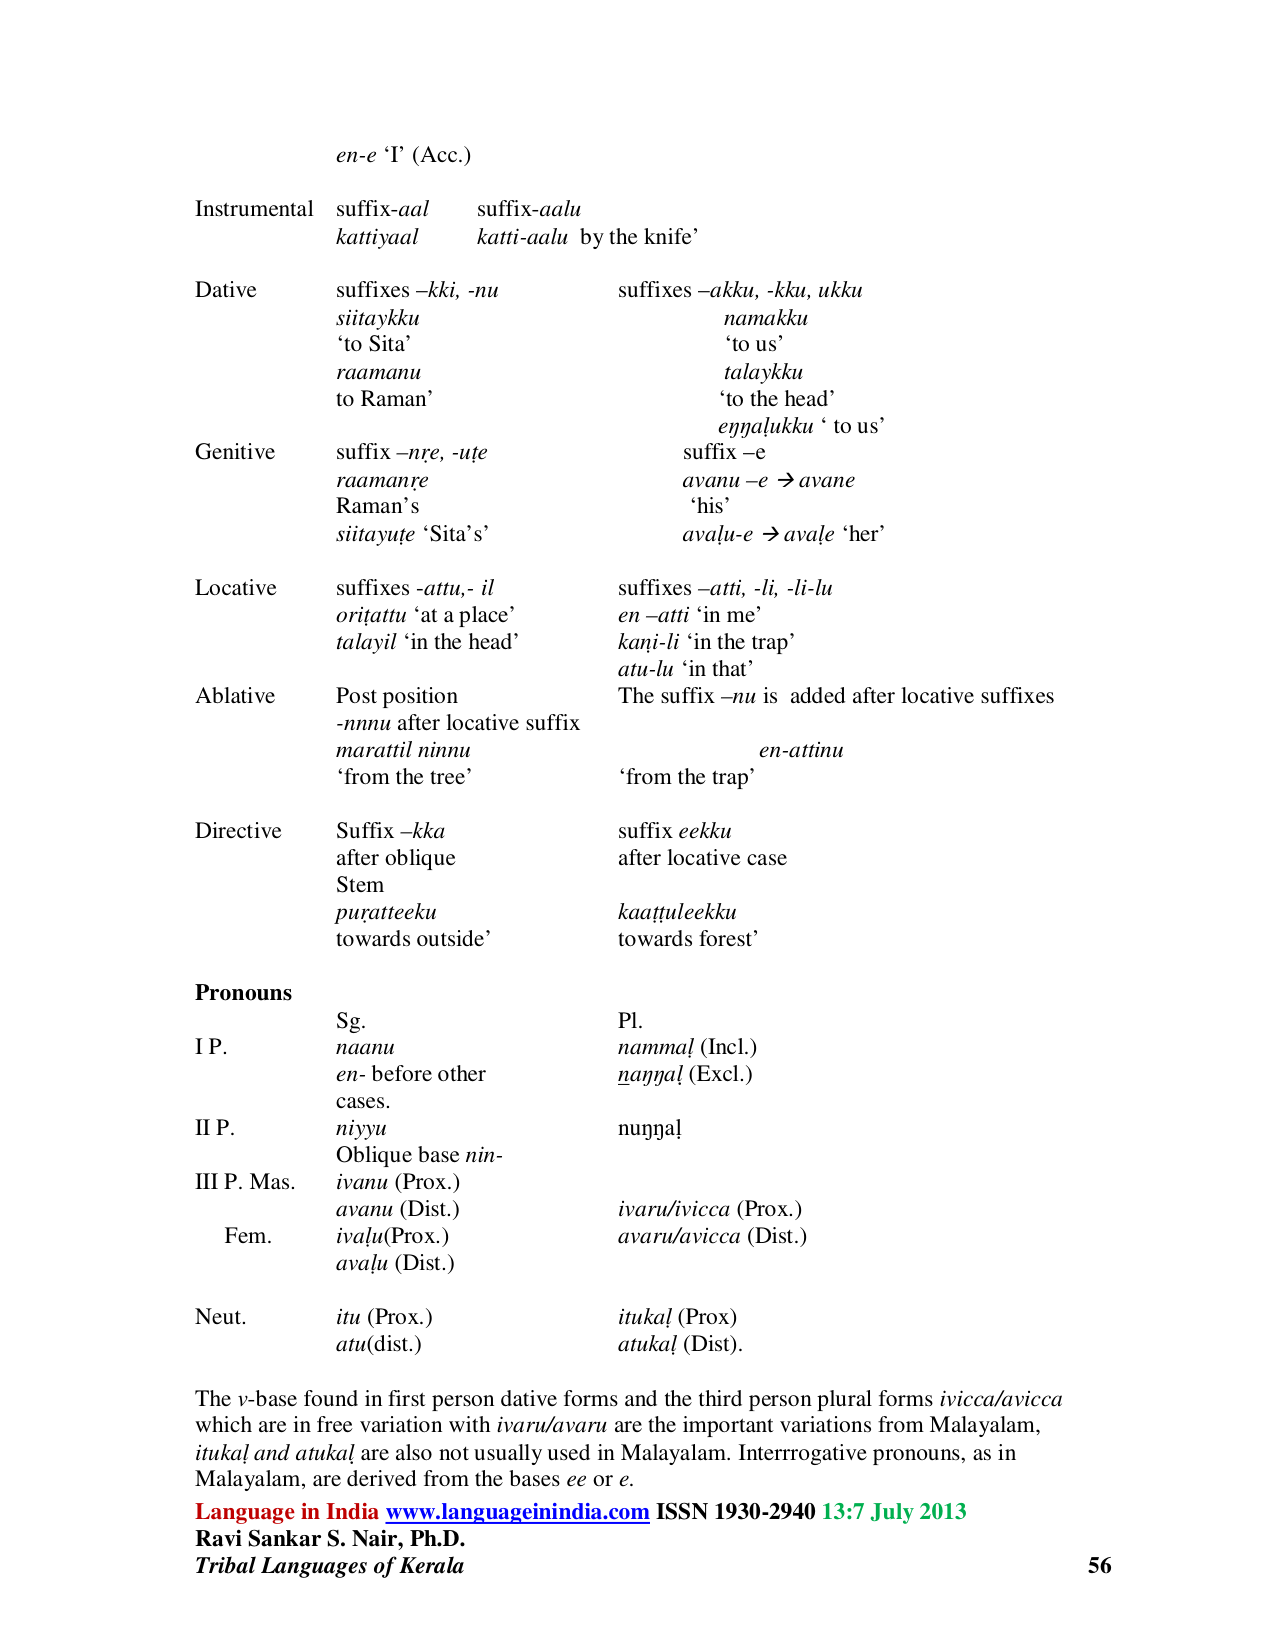 en-e ‘I’ (Acc.)
Instrumental suffix-aal suffix-aalu
kattiyaal katti-aalu by the knife’
Dative suffixes –kki, -nu suffixes –akku, -kku, ukku
siitaykku namakku
‘to Sita’ ‘to us’
raamanu talaykku
to Raman’ ‘to the head’
eŋŋaḷukku ‘ to us’
Genitive suffix –nṛe, -uṭe suffix –e
raamanṛe avanu –e → avane
Raman’s ‘his’
siitayuṭe ‘Sita’s’ avaḷu-e → avaḷe ‘her’
Locative suffixes -attu,- il suffixes –atti, -li, -li-lu
oriṭattu ‘at a place’ en –atti ‘in me’
talayil ‘in the head’ kaṇi-li ‘in the trap’
atu-lu ‘in that’
Ablative Post position The suffix –nu is added after locative suffixes
-nnnu after locative suffix
marattil ninnu en-attinu
‘from the tree’ ‘from the trap’
Directive Suffix –kka suffix eekku
after oblique after locative case
Stem
puṛatteeku kaaṭṭuleekku
towards outside’ towards forest’
Pronouns
Sg. Pl.
I P. naanu nammaḷ (Incl.)
en- before other n̲aŋŋaḷ (Excl.)
cases.
II P. niyyu nuŋŋaḷ
Oblique base nin-
III P. Mas. ivanu (Prox.)
avanu (Dist.) ivaru/ivicca (Prox.)
Fem. ivaḷu(Prox.) avaru/avicca (Dist.)
avaḷu (Dist.)
Neut. itu (Prox.) itukaḷ (Prox)
atu(dist.) atukaḷ (Dist).
The v-base found in first person dative forms and the third person plural forms ivicca/avicca
which are in free variation with ivaru/avaru are the important variations from Malayalam,
itukaḷ and atukaḷ are also not usually used in Malayalam. Interrrogative pronouns, as in
Malayalam, are derived from the bases ee or e.
Language in India www.languageinindia.com ISSN 1930-2940 13:7 July 2013
Ravi Sankar S. Nair, Ph.D.
Tribal Languages of Kerala 56